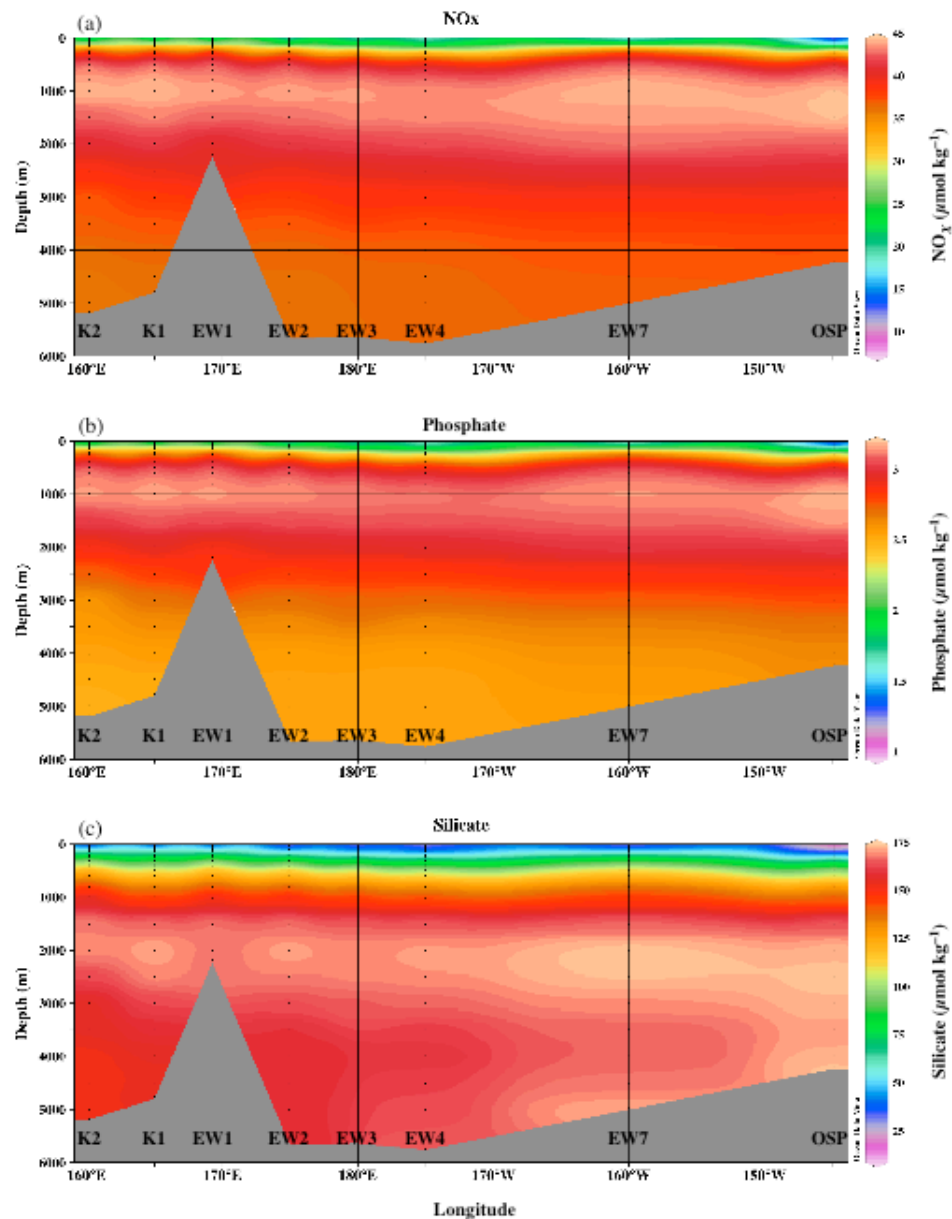 (a) NOx
0
1000
2000
3000
4000
5000
6000
Depth (m)
K2 K1 EW1 EW2 EW3 EW4 EW7 OSP
160°E 170°E 180°E 170°W 160°W 150°W
45
40
35
30
25
20
15
10
NOX (µmol kg⁻¹)
(b) Phosphate
0
1000
2000
3000
4000
5000
6000
Depth (m)
K2 K1 EW1 EW2 EW3 EW4 EW7 OSP
160°E 170°E 180°E 170°W 160°W 150°W
3
2.5
2
1.5
1
Phosphate (µmol kg⁻¹)
(c) Silicate
0
1000
2000
3000
4000
5000
6000
Depth (m)
K2 K1 EW1 EW2 EW3 EW4 EW7 OSP
160°E 170°E 180°E 170°W 160°W 150°W
175
150
125
100
75
50
25
Silicate (µmol kg⁻¹)
Longitude